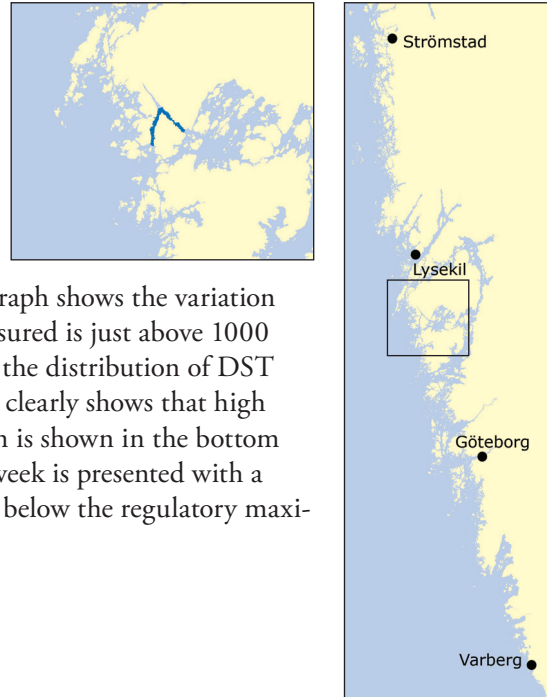 Strömstad
Lysekil
Göteborg
Varberg
raph shows the variation
sured is just above 1000
the distribution of DST
clearly shows that high
n is shown in the bottom
week is presented with a
below the regulatory maxi-